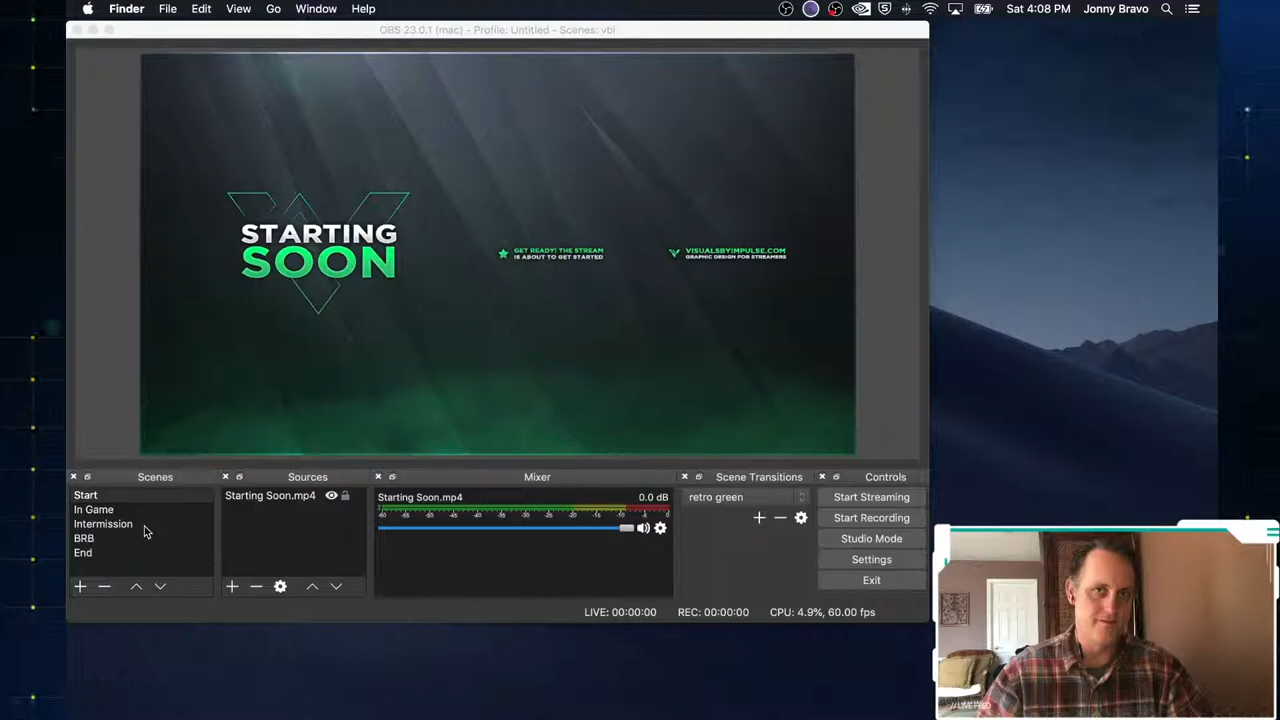 Finder File Edit View Go Window Help
Sat 4:08 PM Jonny Bravo
OBS 23.0.1 (mac) - Profile: Untitled - Scenes: vbi
STARTING
SOON
GET READY! THE STREAM
IS ABOUT TO GET STARTED
VISUALSBYIMPULSE.COM
GRAPHIC DESIGN FOR STREAMERS
Scenes
Start
In Game
Intermission
BRB
End
Sources
Starting Soon.mp4
Mixer
Starting Soon.mp4 0.0 dB
Scene Transitions
retro green
Controls
Start Streaming
Start Recording
Studio Mode
Settings
Exit
LIVE: 00:00:00 REC: 00:00:00 CPU: 4.9%, 60.00 fps
// LIVE FEED